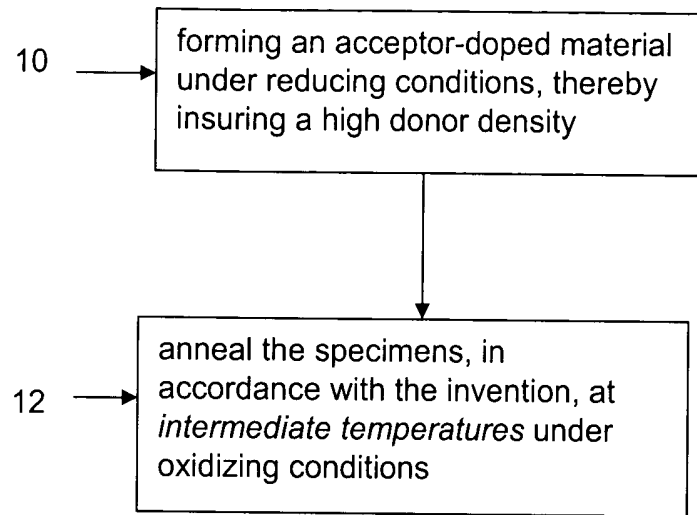 10
forming an acceptor-doped material
under reducing conditions, thereby
insuring a high donor density
12
anneal the specimens, in
accordance with the invention, at
intermediate temperatures under
oxidizing conditions